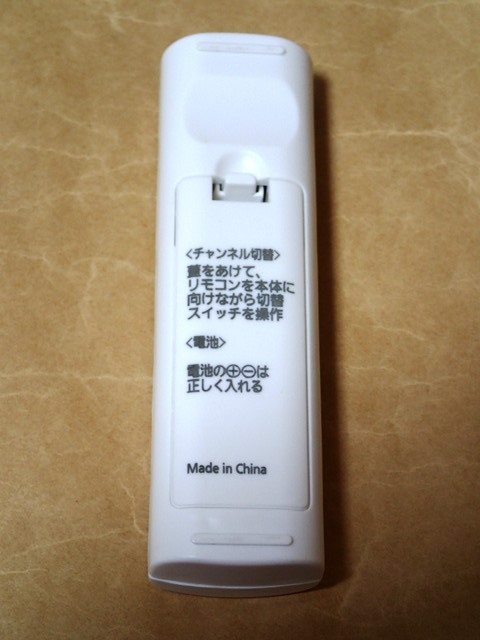 <チャンネル切替>
蓋をあけて、
リモコンを本体に
向けながら切替
スイッチを操作
<電池>
電池の⊕⊖は
正しく入れる
Made in China